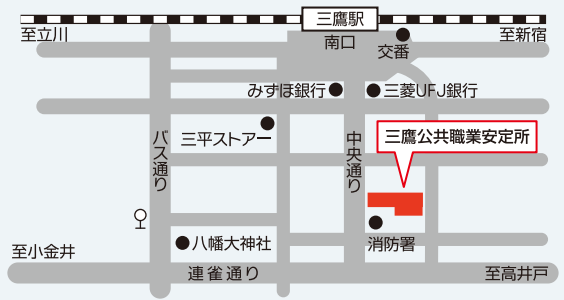 三鷹駅
至立川
至新宿
南口
交番
みずほ銀行
三菱UFJ銀行
三平ストアー
三鷹公共職業安定所
バス通り
中央通り
消防署
八幡大神社
至小金井
連雀通り
至高井戸